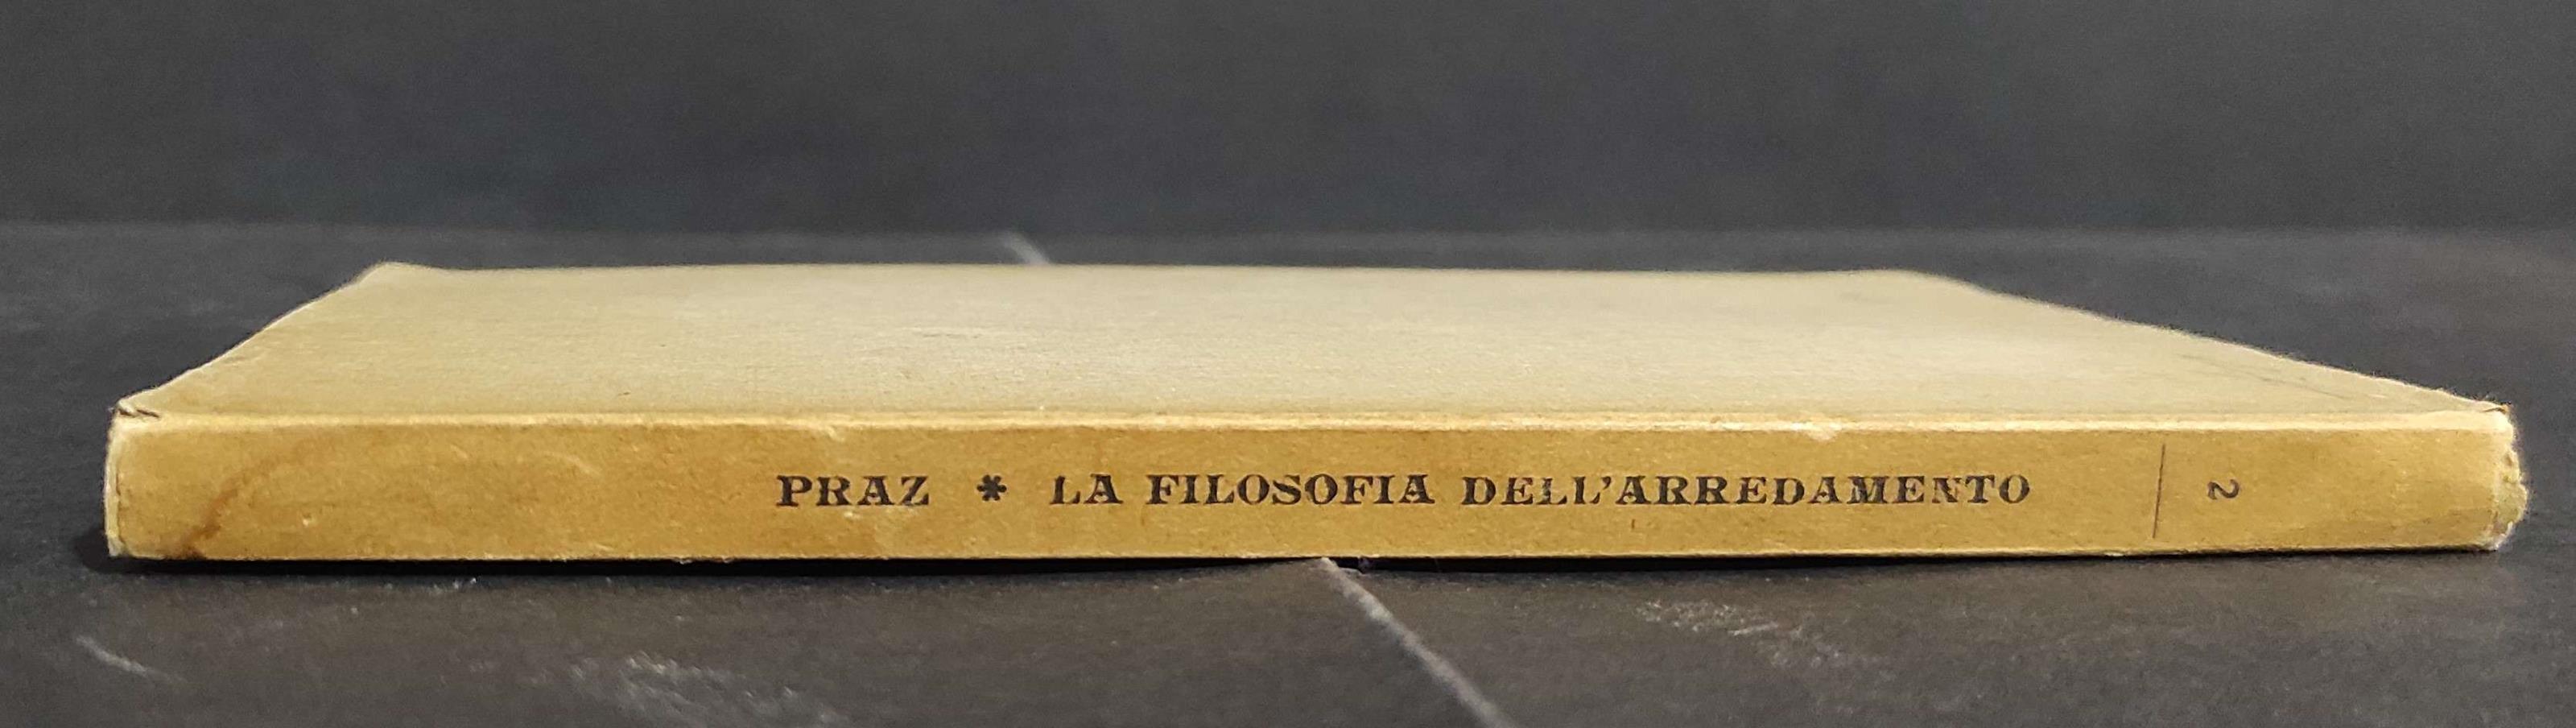 PRAZ * LA FILOSOFIA DELL'ARREDAMENTO
2